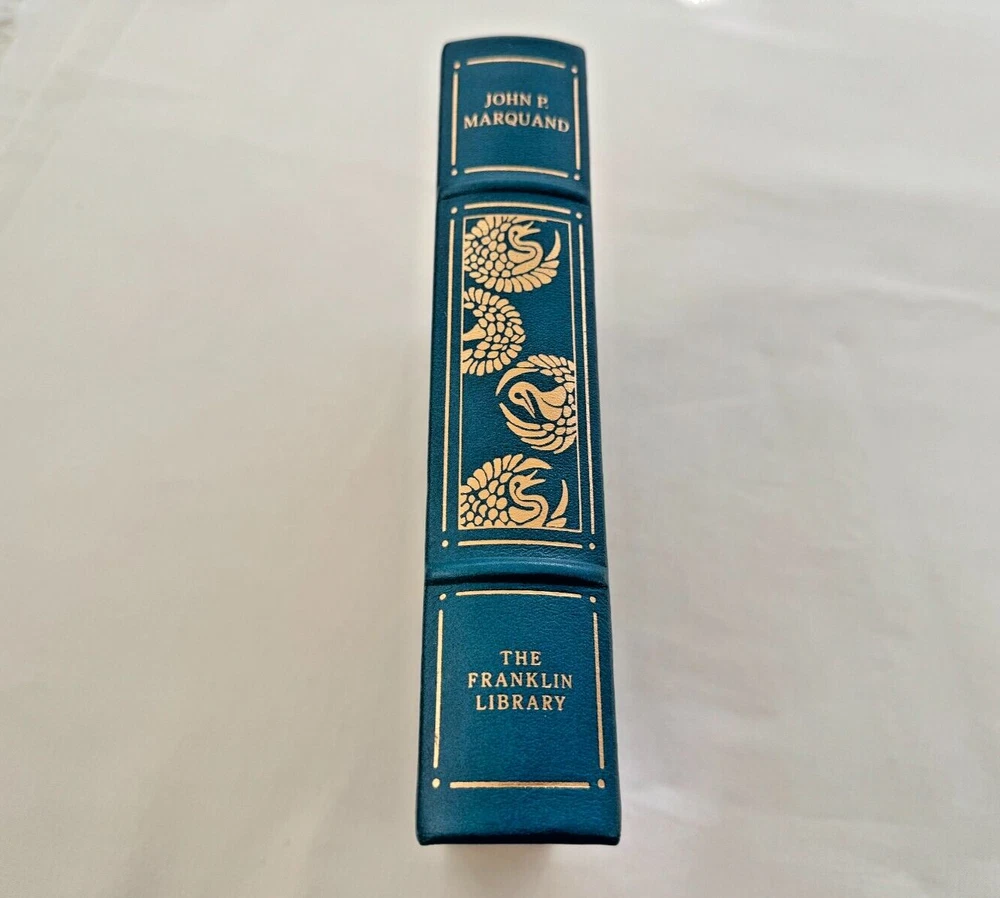 JOHN P.
MARQUAND
THE
FRANKLIN
LIBRARY